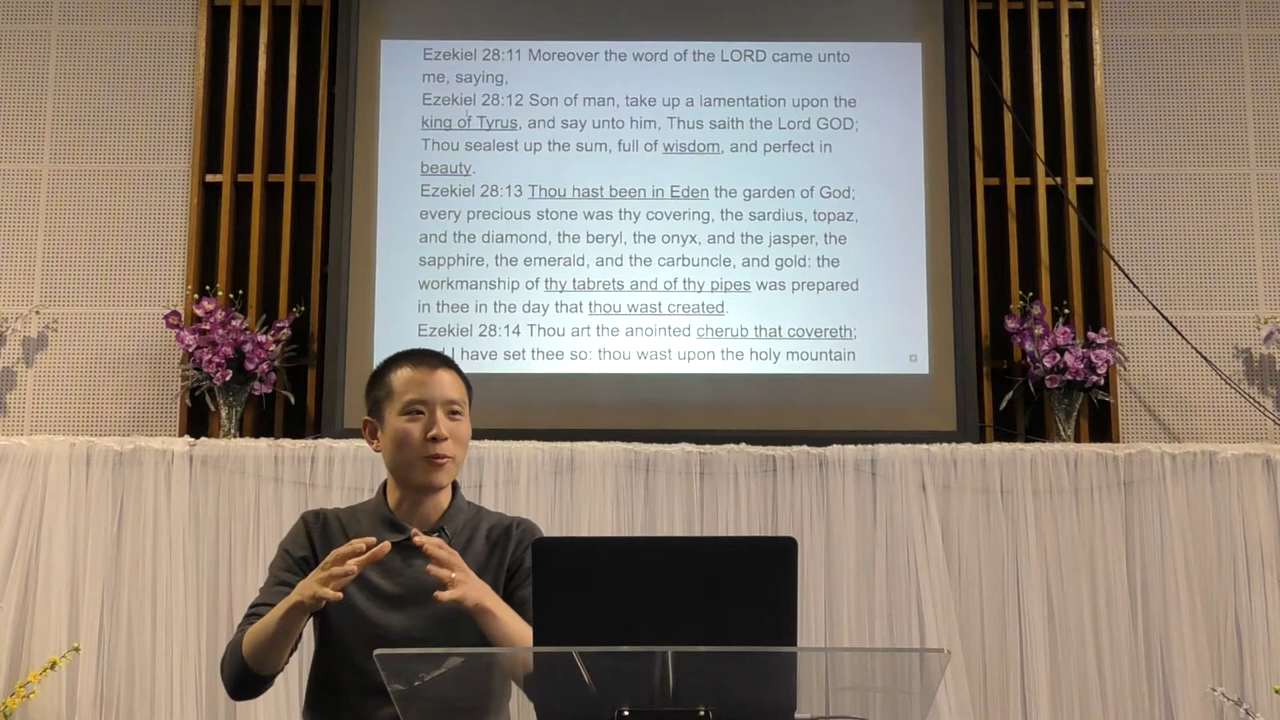 Ezekiel 28:11 Moreover the word of the LORD came unto
me, saying,
Ezekiel 28:12 Son of man, take up a lamentation upon the
king of Tyrus, and say unto him, Thus saith the Lord GOD;
Thou sealest up the sum, full of wisdom, and perfect in
beauty.
Ezekiel 28:13 Thou hast been in Eden the garden of God;
every precious stone was thy covering, the sardius, topaz,
and the diamond, the beryl, the onyx, and the jasper, the
sapphire, the emerald, and the carbuncle, and gold: the
workmanship of thy tabrets and of thy pipes was prepared
in thee in the day that thou wast created.
Ezekiel 28:14 Thou art the anointed cherub that covereth;
I have set thee so: thou wast upon the holy mountain